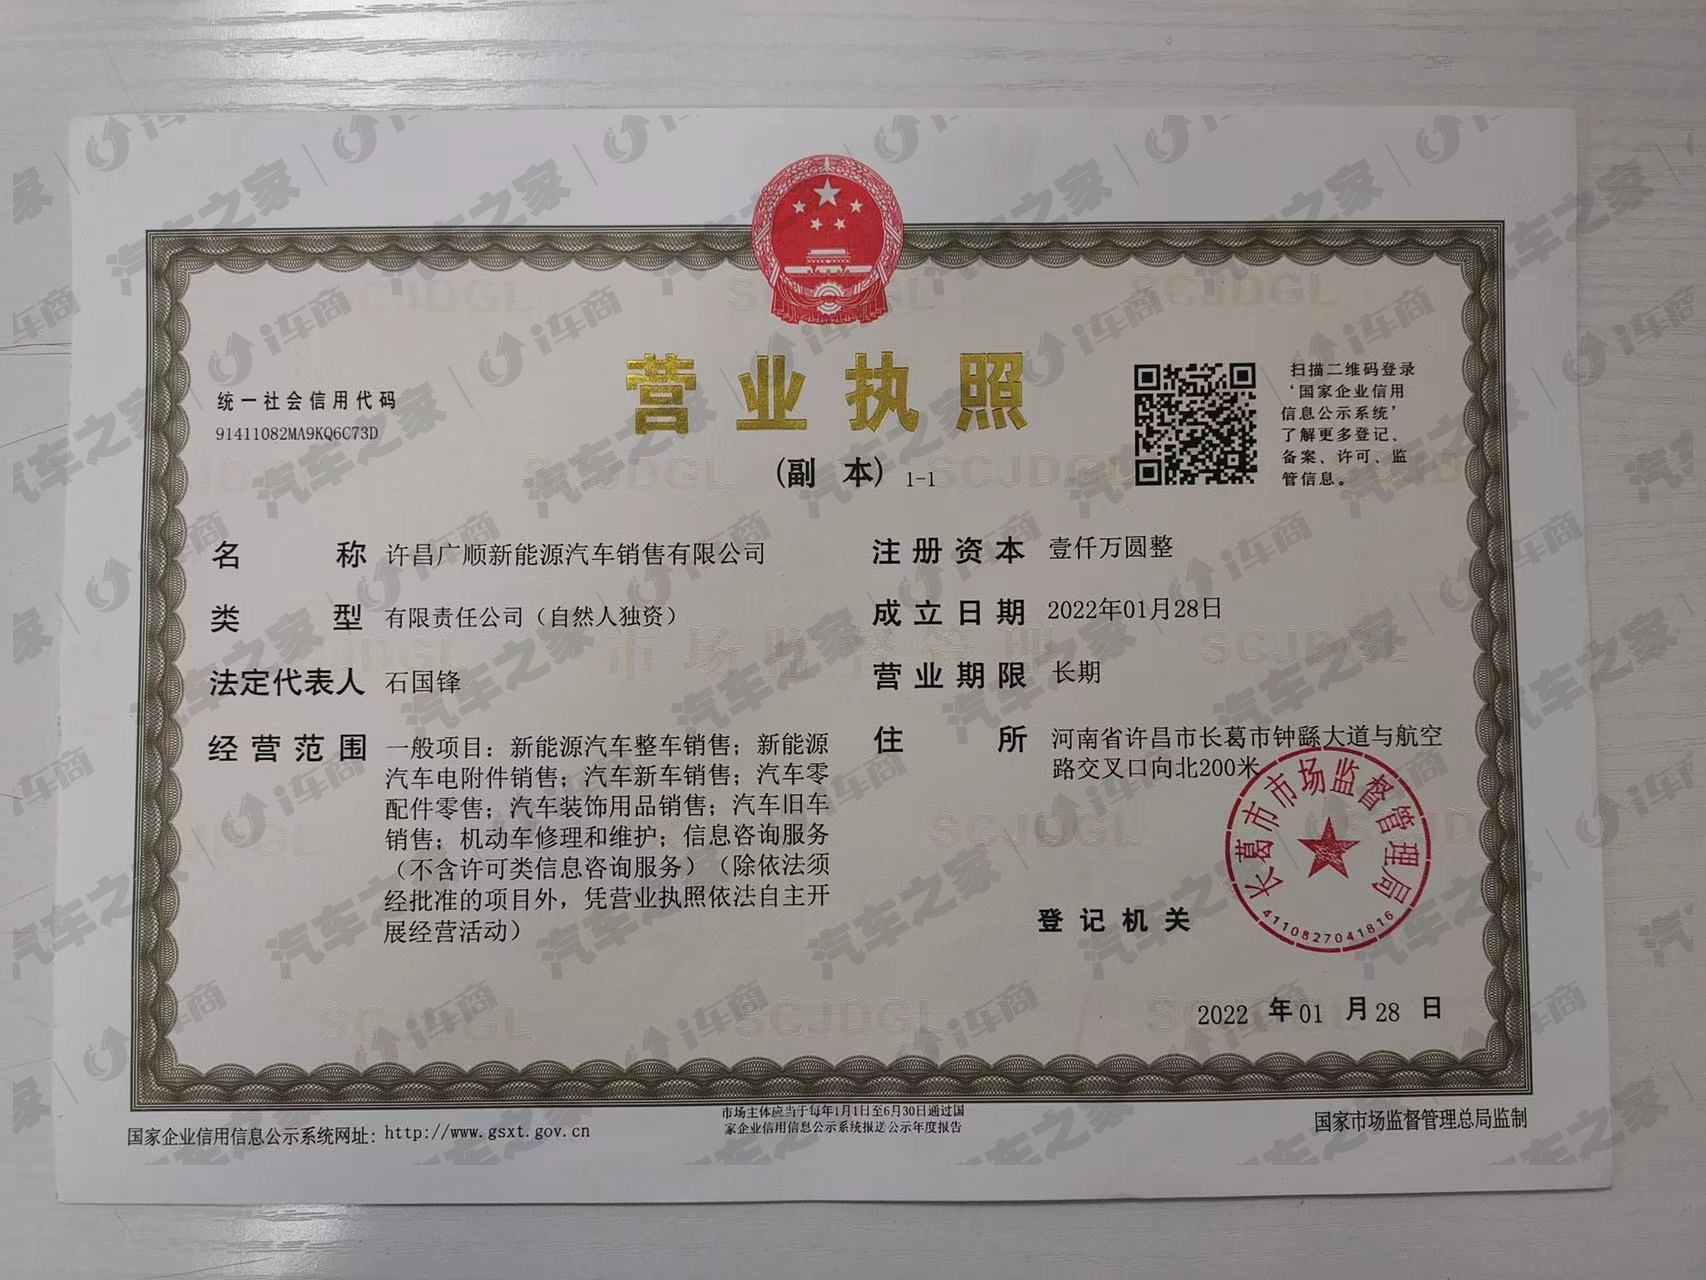 营业执照
(副 本) 1-1
统一社会信用代码
91411082MA9KQ6C73D
扫描二维码登录
‘国家企业信用
信息公示系统’
了解更多登记、
备案、许可、监
管信息。
名 称 许昌广顺新能源汽车销售有限公司
类 型 有限责任公司（自然人独资）
法定代表人 石国锋
经营范围 一般项目：新能源汽车整车销售；新能源
汽车电附件销售；汽车新车销售；汽车零
配件零售；汽车装饰用品销售；汽车旧车
销售；机动车修理和维护；信息咨询服务
（不含许可类信息咨询服务）（除依法须
经批准的项目外，凭营业执照依法自主开
展经营活动）
注册资本 壹仟万圆整
成立日期 2022年01月28日
营业期限 长期
住 所 河南省许昌市长葛市钟繇大道与航空
路交叉口向北200米
登记机关
长葛市市场监督管理局
4110827041816
2022 年 01 月 28 日
国家企业信用信息公示系统网址：http://www.gsxt.gov.cn
市场主体应当于每年1月1日至6月30日通过国
家企业信用信息公示系统报送公示年度报告
国家市场监督管理总局监制
SCJDGL
市场监督管理
i车商
汽车之家